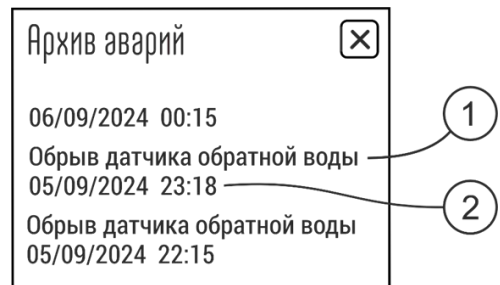 Архив аварий
06/09/2024 00:15
Обрыв датчика обратной воды
05/09/2024 23:18
Обрыв датчика обратной воды
05/09/2024 22:15
1
2